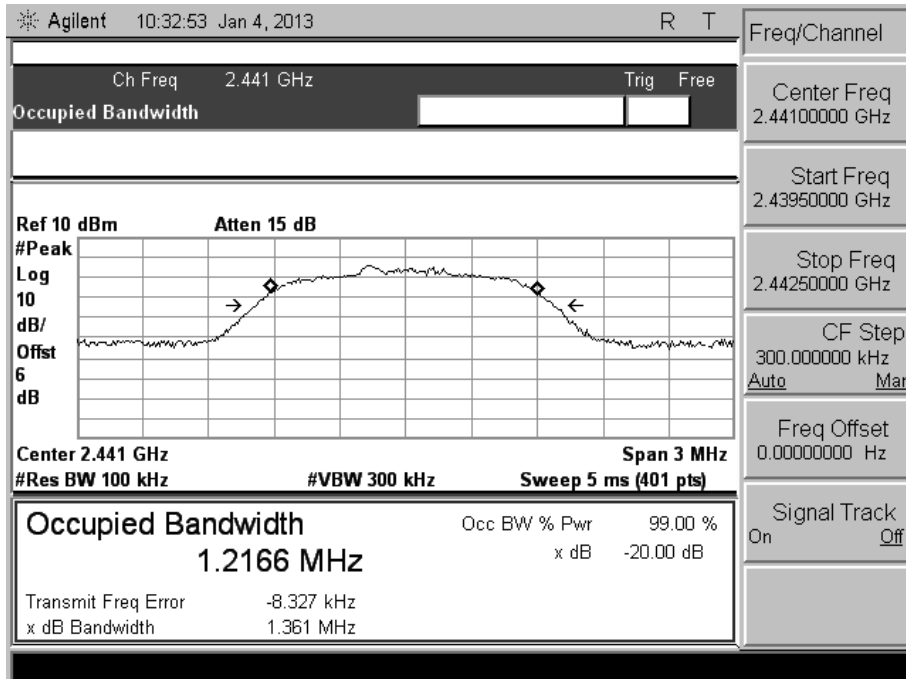 Agilent 10:32:53 Jan 4, 2013 R T
Ch Freq 2.441 GHz Trig Free
Occupied Bandwidth
Ref 10 dBm Atten 15 dB
#Peak
Log
10
dB/
Offst
6
dB
Center 2.441 GHz Span 3 MHz
#Res BW 100 kHz #VBW 300 kHz Sweep 5 ms (401 pts)
Occupied Bandwidth
1.2166 MHz
Occ BW % Pwr 99.00 %
x dB -20.00 dB
Transmit Freq Error -8.327 kHz
x dB Bandwidth 1.361 MHz
Freq/Channel
Center Freq
2.44100000 GHz
Start Freq
2.43950000 GHz
Stop Freq
2.44250000 GHz
CF Step
300.000000 kHz
Auto Man
Freq Offset
0.00000000 Hz
Signal Track
On Off